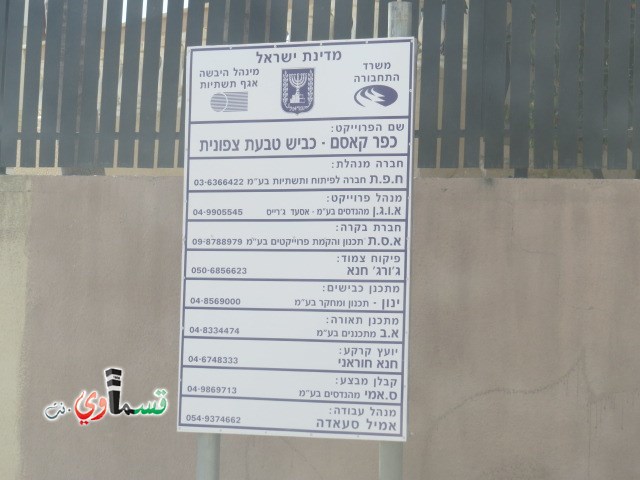 מדינת ישראל
משרד
התחבורה
מינהל היבשה
אגף תשתיות
שם הפרוייקט:
כפר קאסם - כביש טבעת צפונית
חברה מנהלת:
ח.פ.ת חברה לפיתוח ותשתיות בע"מ 03-6366422
מנהל פרוייקט:
א.ו.ג.ן מהנדסים בע"מ - אסעד ג'רייס 04-9905545
חברת בקרה:
א.ס.ת תכנון והקמת פרוייקטים בע"מ 09-8788979
פיקוח צמוד:
ג'ורג' חנא 050-6856623
מתכנן כבישים:
ינון - תכנון ומחקר בע"מ 04-8569000
מתכנן תאורה:
א.ב מתכננים בע"מ 04-8334474
יועץ קרקע:
חנא חוראני 04-6748333
קבלן מבצע:
ס.אמי מהנדסים בע"מ 04-9869713
מנהל עבודה:
אמיל סעאדה 054-9374662
قسماوي.نت